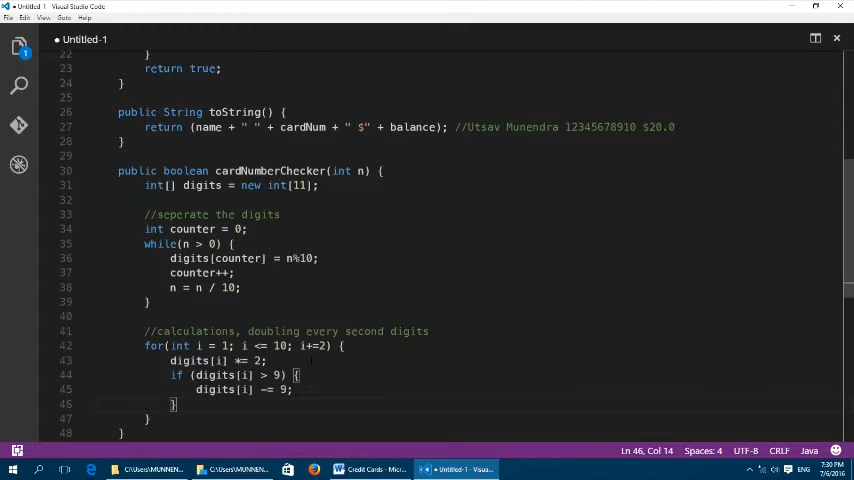 ● Untitled-1 - Visual Studio Code
File Edit View Goto Help
● Untitled-1
1
22 }
23 return true;
24 }
25
26 public String toString() {
27 return (name + " " + cardNum + " $" + balance); //Utsav Munendra 12345678910 $20.0
28 }
29
30 public boolean cardNumberChecker(int n) {
31 int[] digits = new int[11];
32
33 //seperate the digits
34 int counter = 0;
35 while(n > 0) {
36 digits[counter] = n%10;
37 counter++;
38 n = n / 10;
39 }
40
41 //calculations, doubling every second digits
42 for(int i = 1; i <= 10; i+=2) {
43 digits[i] *= 2;
44 if (digits[i] > 9) {
45 digits[i] -= 9;
46 }
47 }
48 }
Ln 46, Col 14 Spaces: 4 UTF-8 CRLF Java
C:\Users\MUNNEN... C:\Users\MUNNEN... Credit Cards - Micr... ● Untitled-1 - Visua... ENG 7:30 PM
7/6/2016